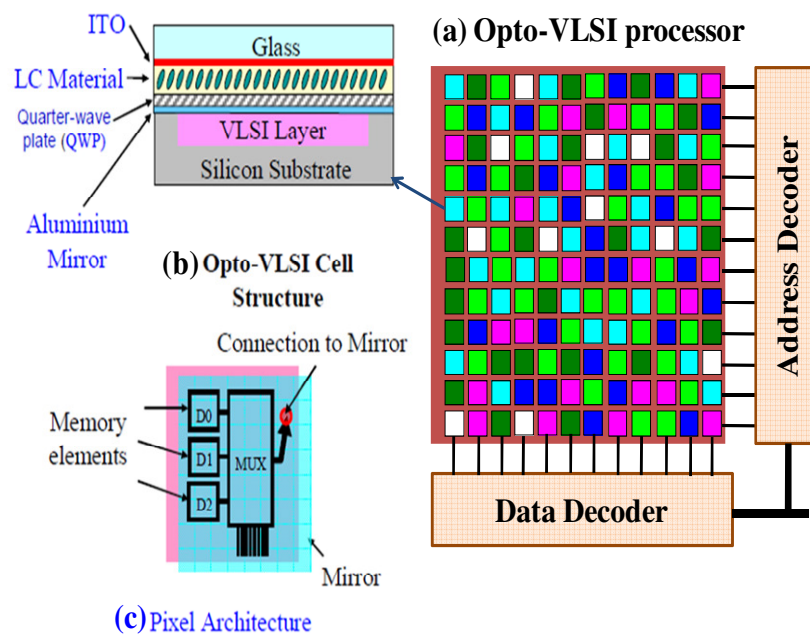 (a) Opto-VLSI processor
ITO
Glass
LC Material
Quarter-wave
plate (QWP)
VLSI Layer
Silicon Substrate
Aluminium
Mirror
(b) Opto-VLSI Cell
Structure
Connection to Mirror
Memory
elements
D0
D1
D2
MUX
Mirror
(c) Pixel Architecture
Address Decoder
Data Decoder